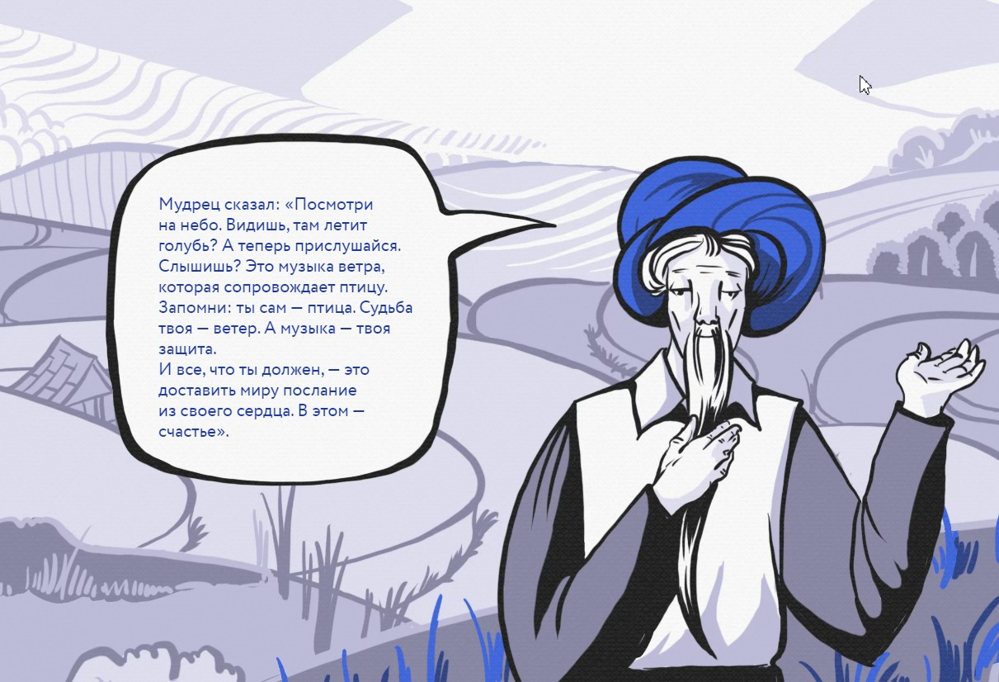 Мудрец сказал: «Посмотри
на небо. Видишь, там летит
голубь? А теперь прислушайся.
Слышишь? Это музыка ветра,
которая сопровождает птицу.
Запомни: ты сам — птица. Судьба
твоя — ветер. А музыка — твоя
защита.
И все, что ты должен, — это
доставить миру послание
из своего сердца. В этом —
счастье».